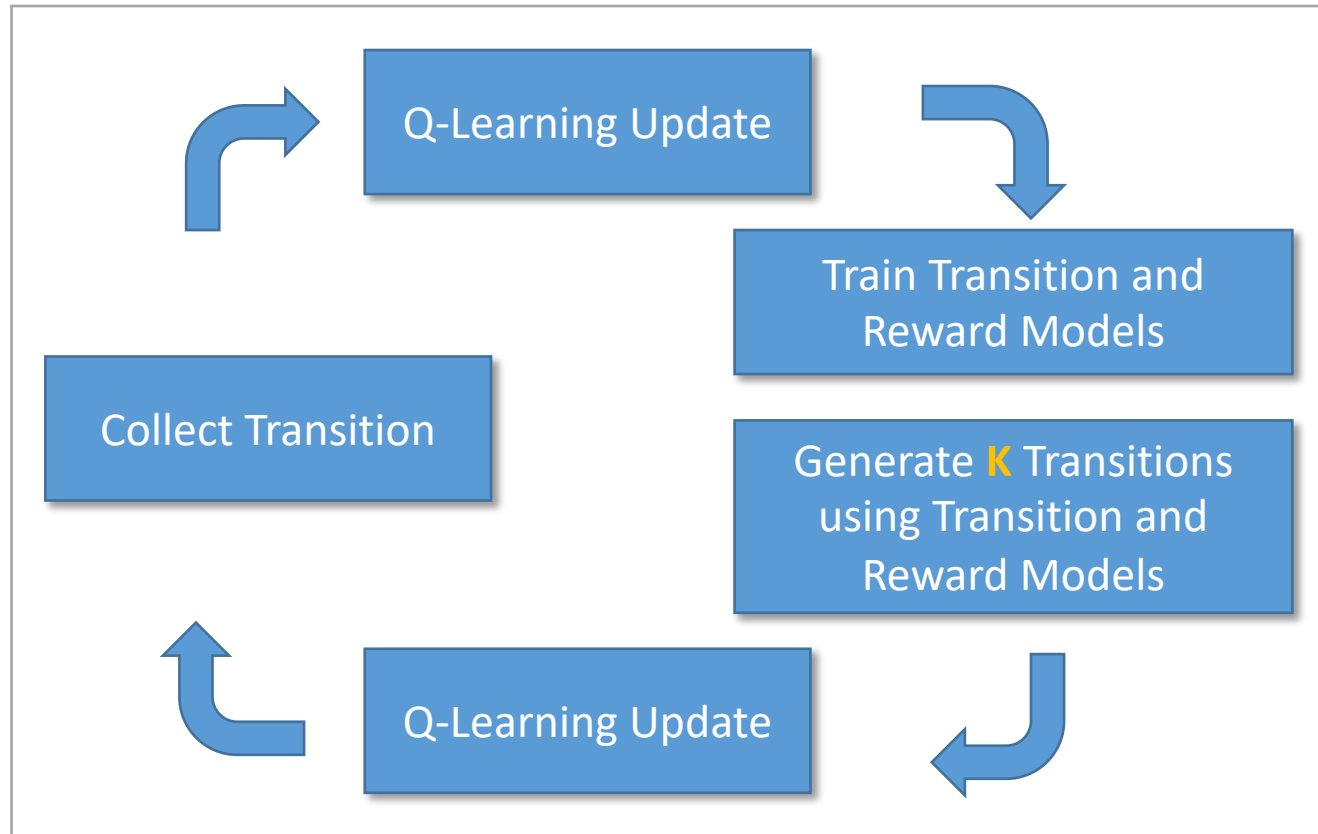 Q-Learning Update
Train Transition and
Reward Models
Collect Transition
Generate K Transitions
using Transition and
Reward Models
Q-Learning Update